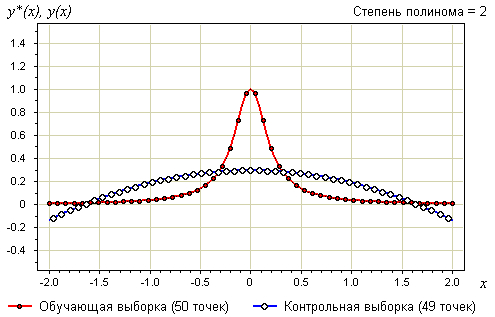 y*(x), y(x)
Степень полинома = 2
1.4
1.2
1.0
0.8
0.6
0.4
0.2
0
-0.2
-0.4
-2.0 -1.5 -1.0 -0.5 0 0.5 1.0 1.5 2.0
x
Обучающая выборка (50 точек)
Контрольная выборка (49 точек)